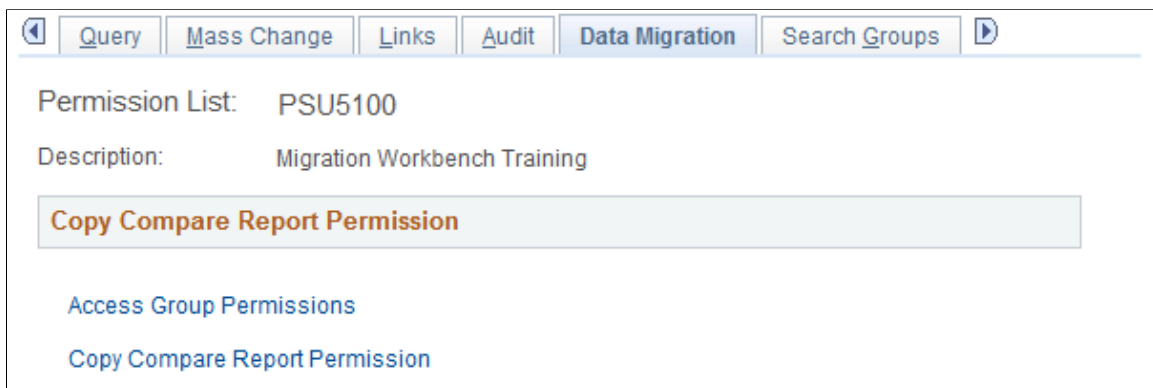 Query Mass Change Links Audit Data Migration Search Groups
Permission List: PSU5100
Description: Migration Workbench Training
Copy Compare Report Permission
Access Group Permissions
Copy Compare Report Permission